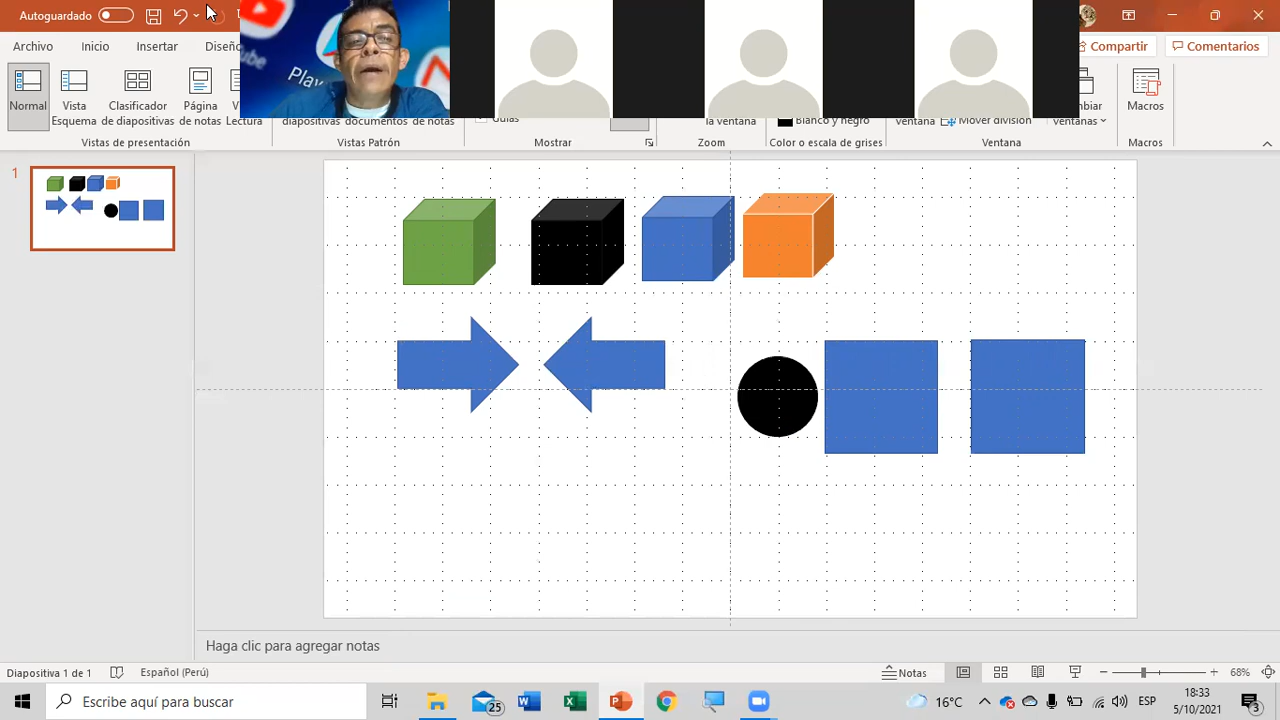 Autoguardado
Play
Compartir
Comentarios
Archivo
Inicio
Insertar
Diseño
Normal
Vista Esquema
Clasificador de diapositivas
Página de notas
Lectura
diapositivas documentos de notas
Guías
la ventana
Blanco y negro
ventana
Mover división
ventanas
Macros
Vistas de presentación
Vistas Patrón
Mostrar
Zoom
Color o escala de grises
Ventana
Macros
1
Haga clic para agregar notas
Diapositiva 1 de 1
Español (Perú)
Notas
68%
Escribe aquí para buscar
25
16°C
ESP
18:33
5/10/2021
3